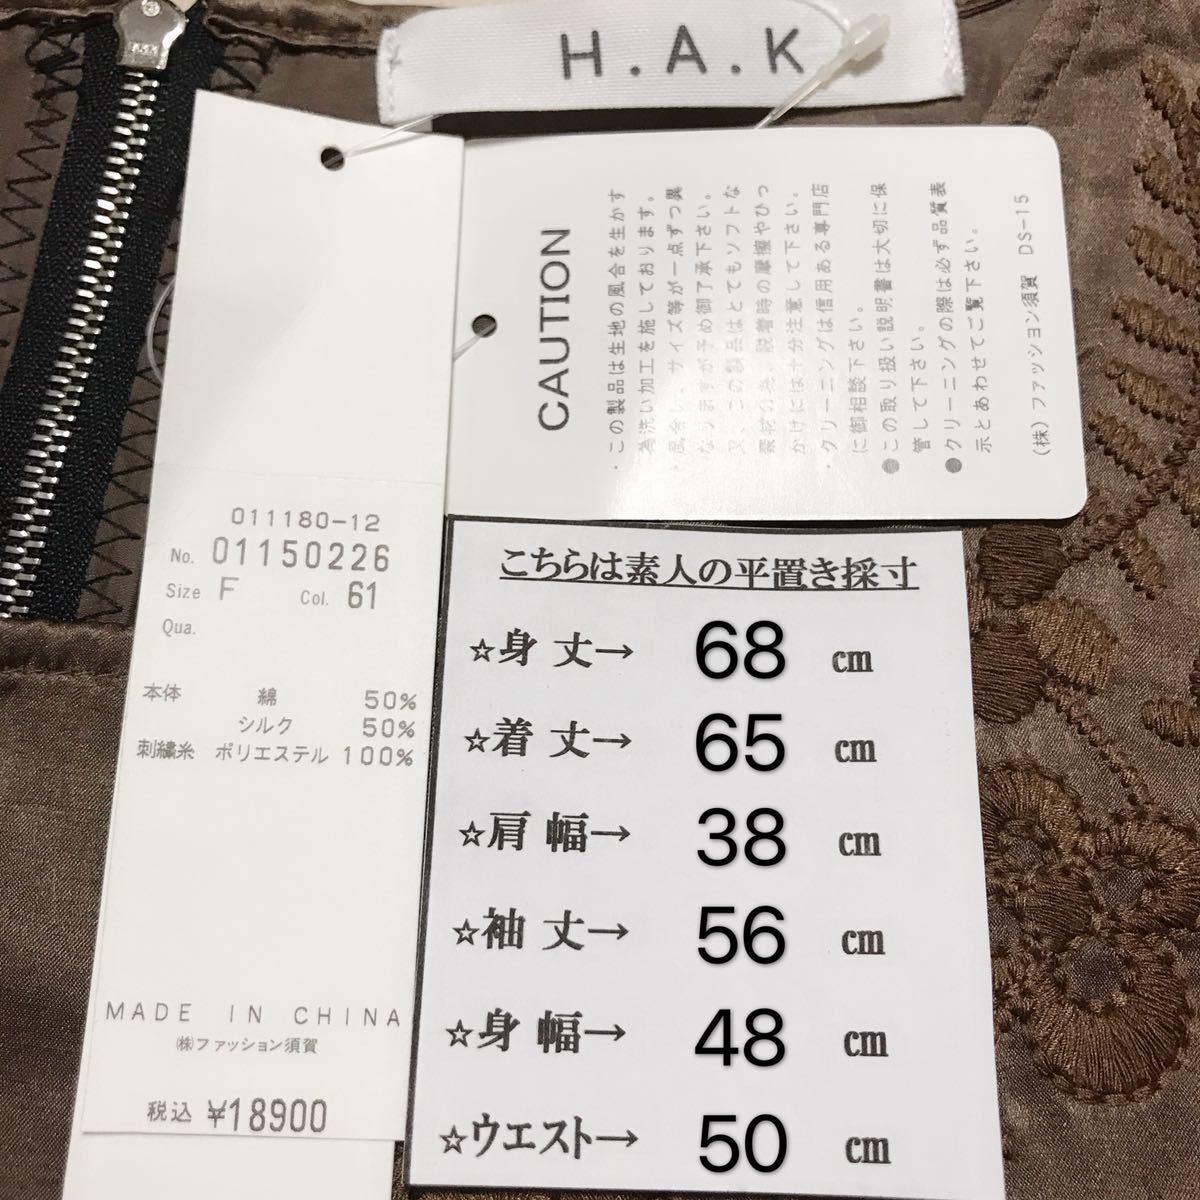 H.A.K
CAUTION
・この製品は生地の風合を生かす
為洗い加工を施しております。
・風合い、サイズ等が一点ずつ異
なりますが予め御了承下さい。
又、この製品はとてもソフトな
素材の為、脱着時の摩擦やひっ
かけには十分注意して下さい。
・クリーニングは信用ある専門店
に御相談下さい。
●この取り扱い説明書は大切に保
管して下さい。
●クリーニングの際は必ず品質表
示とあわせてご覧下さい。
(株)ファッション須賀 DS-15
011180-12
No. 01150226
Size F Col. 61
Qua.
本体 綿 50%
シルク 50%
刺繍糸 ポリエステル 100%
MADE IN CHINA
(株)ファッション須賀
税込 ¥18900
こちらは素人の平置き採寸
☆身 丈→ 68 cm
☆着 丈→ 65 cm
☆肩 幅→ 38 cm
☆袖 丈→ 56 cm
☆身 幅→ 48 cm
☆ウエスト→ 50 cm